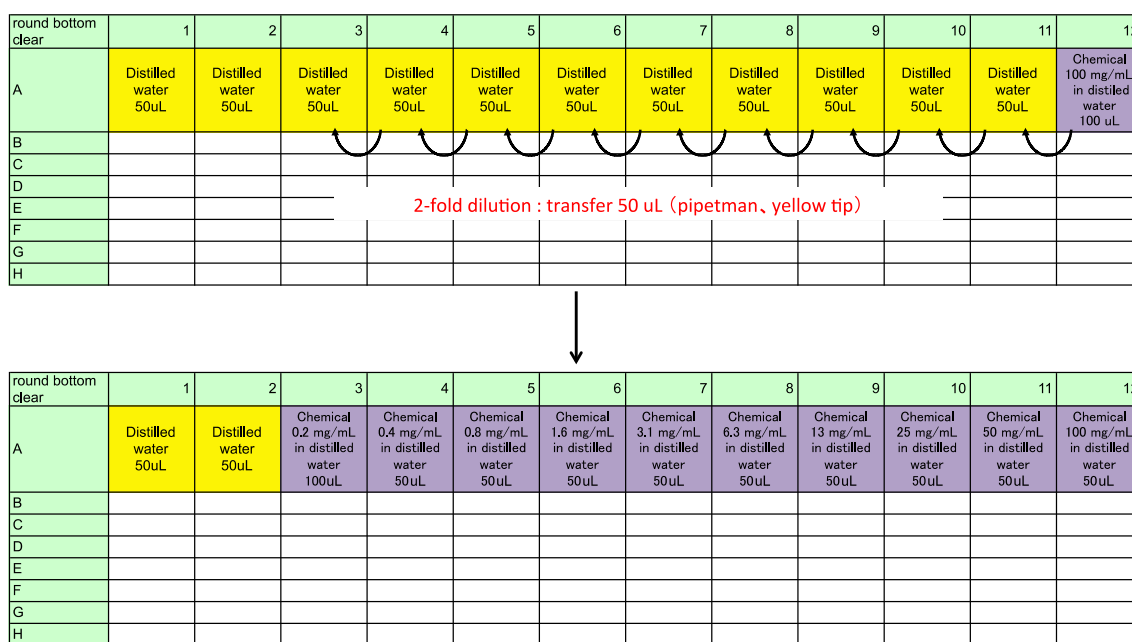 round bottom clear 1 2 3 4 5 6 7 8 9 10 11 12
A
Distilled water 50uL
Distilled water 50uL
Distilled water 50uL
Distilled water 50uL
Distilled water 50uL
Distilled water 50uL
Distilled water 50uL
Distilled water 50uL
Distilled water 50uL
Distilled water 50uL
Distilled water 50uL
Chemical 100 mg/mL in distiled water 100 uL
B
C
D
E
F
G
H
2-fold dilution : transfer 50 uL (pipetman、yellow tip)
round bottom clear 1 2 3 4 5 6 7 8 9 10 11 12
A
Distilled water 50uL
Distilled water 50uL
Chemical 0.2 mg/mL in distilled water 100uL
Chemical 0.4 mg/mL in distilled water 50uL
Chemical 0.8 mg/mL in distilled water 50uL
Chemical 1.6 mg/mL in distilled water 50uL
Chemical 3.1 mg/mL in distilled water 50uL
Chemical 6.3 mg/mL in distilled water 50uL
Chemical 13 mg/mL in distilled water 50uL
Chemical 25 mg/mL in distilled water 50uL
Chemical 50 mg/mL in distilled water 50uL
Chemical 100 mg/mL in distilled water 50uL
B
C
D
E
F
G
H